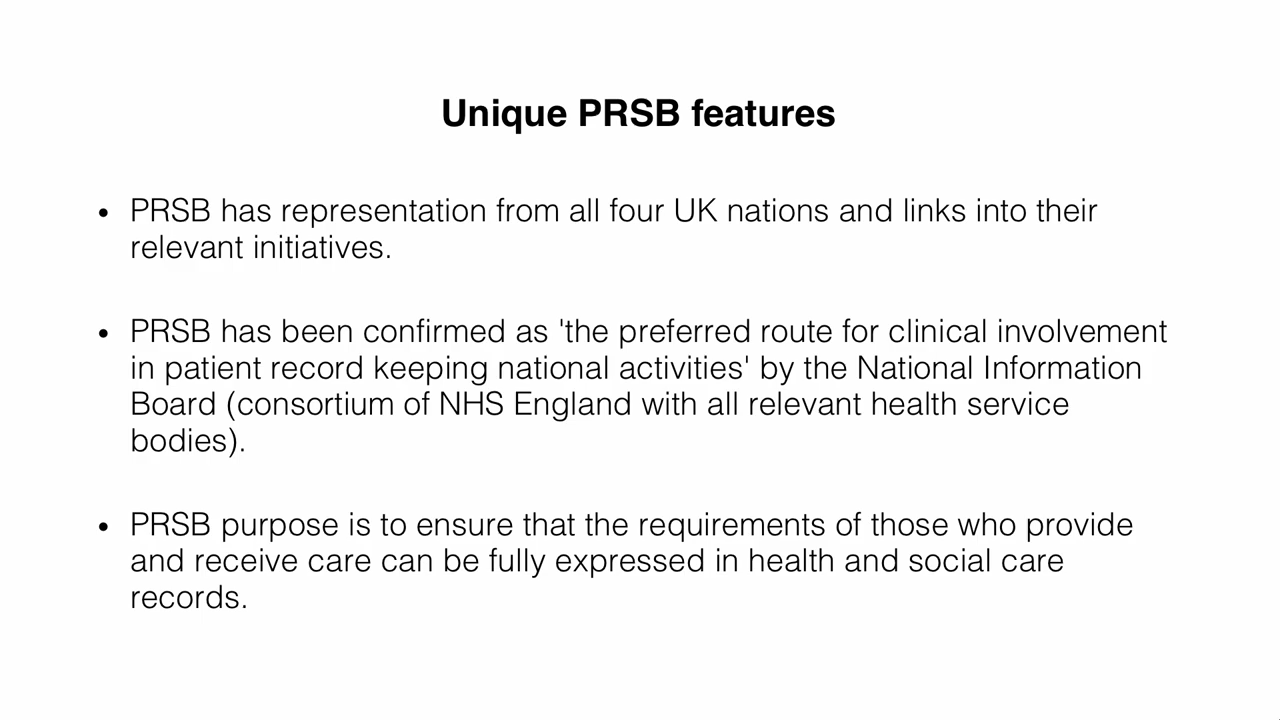 Unique PRSB features
• PRSB has representation from all four UK nations and links into their
relevant initiatives.
• PRSB has been confirmed as 'the preferred route for clinical involvement
in patient record keeping national activities' by the National Information
Board (consortium of NHS England with all relevant health service
bodies).
• PRSB purpose is to ensure that the requirements of those who provide
and receive care can be fully expressed in health and social care
records.